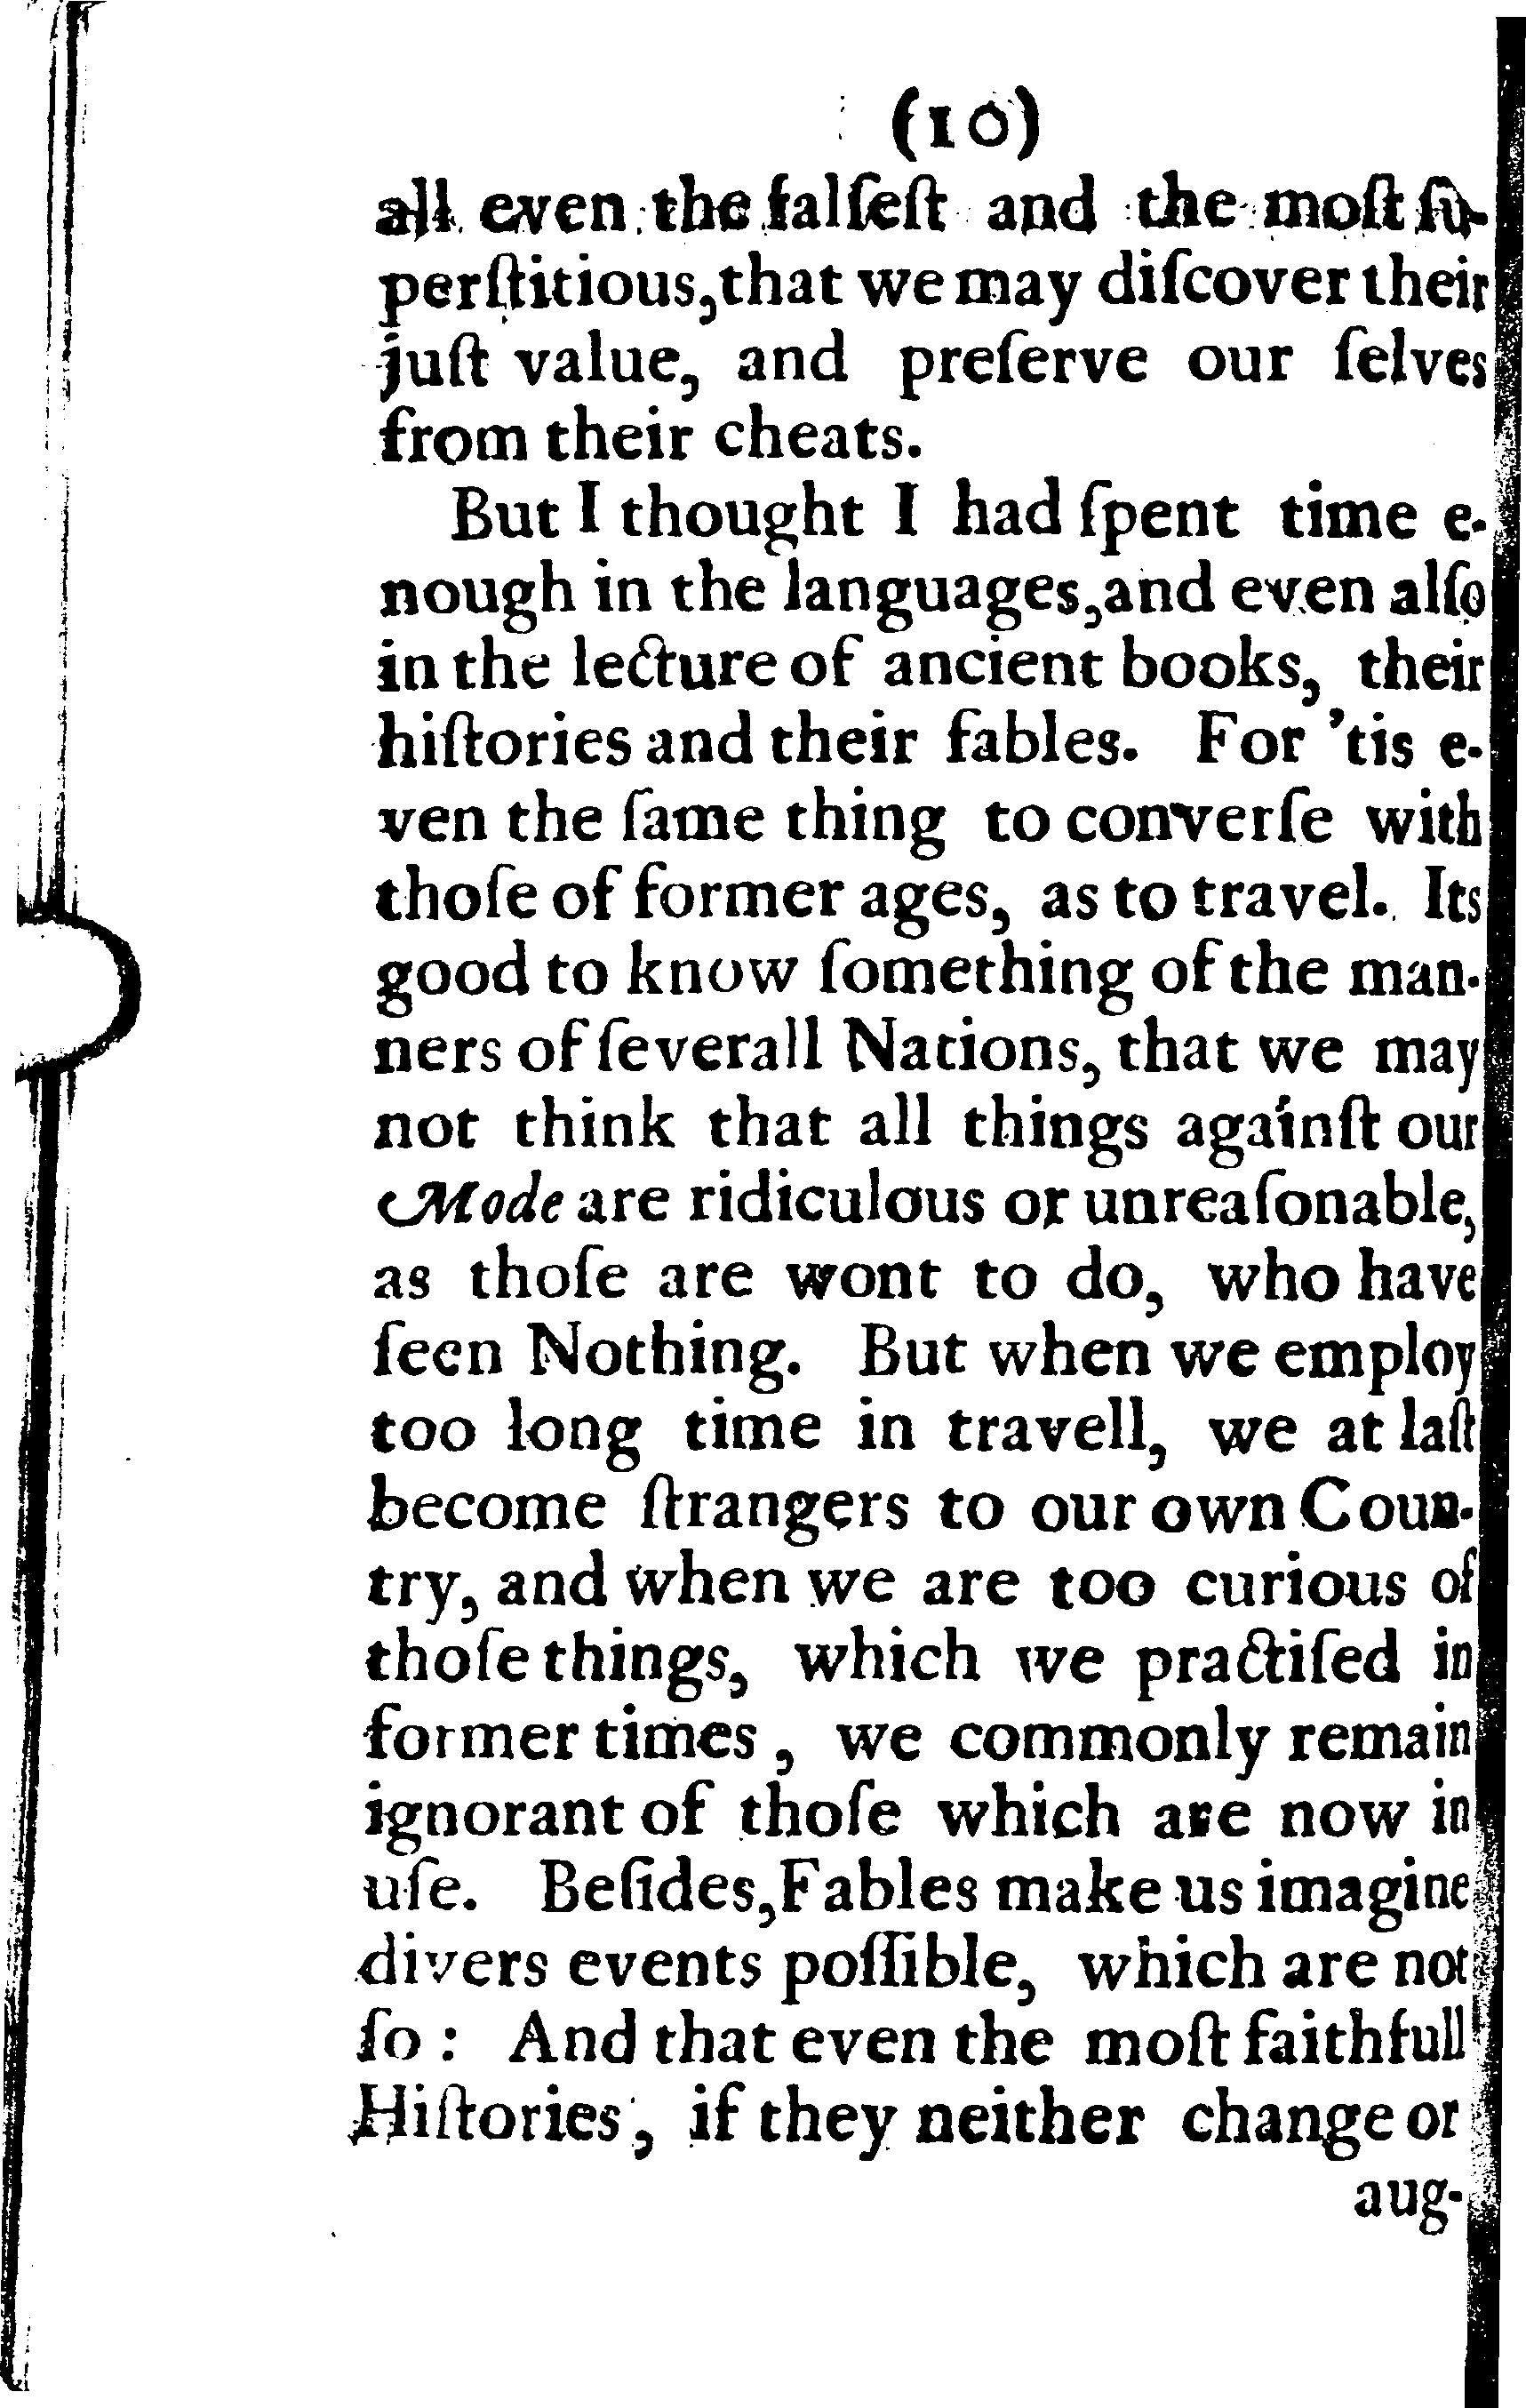 (10)
all even the falſeſt and the moſt ſu-
perſtitious,that we may diſcover their
juſt value, and preſerve our ſelves
from their cheats.
But I thought I had ſpent time e-
nough in the languages,and even alſo
in the lecture of ancient books, their
hiſtories and their fables. For 'tis e-
ven the ſame thing to converſe with
thoſe of former ages, as to travel. Its
good to know ſomething of the man-
ners of ſeverall Nations, that we may
not think that all things againſt our
Mode are ridiculous or unreaſonable,
as thoſe are wont to do, who have
ſeen Nothing. But when we employ
too long time in travell, we at laſt
become ſtrangers to our own Coun-
try, and when we are too curious of
thoſe things, which we practiſed in
former times, we commonly remain
ignorant of thoſe which are now in
uſe. Beſides,Fables make us imagine
divers events poſſible, which are not
ſo: And that even the moſt faithfull
Hiſtories, if they neither change or
aug-